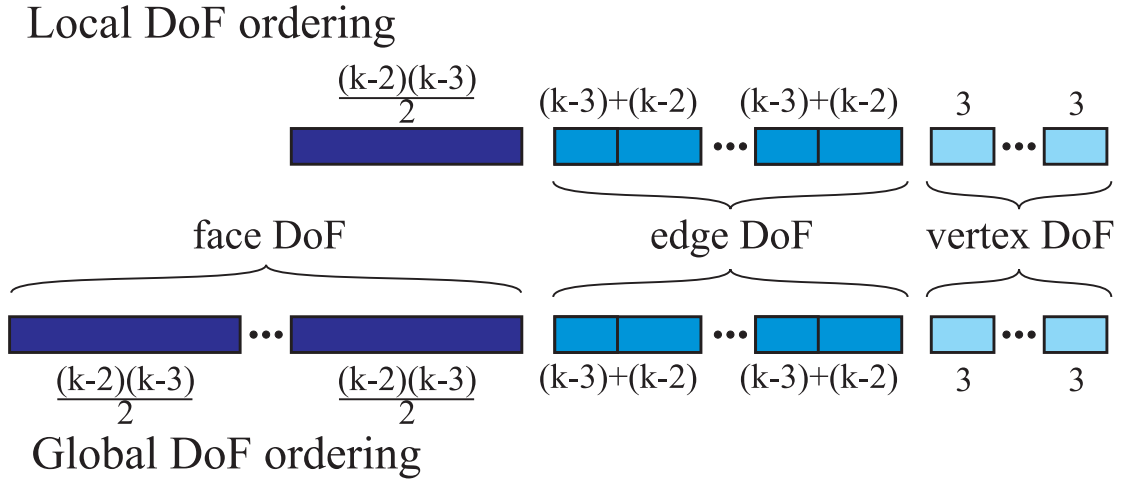 Local DoF ordering
(k-2)(k-3)
2
(k-3)+(k-2) (k-3)+(k-2) 3 3
face DoF edge DoF vertex DoF
(k-2)(k-3)
2
(k-2)(k-3)
2
(k-3)+(k-2) (k-3)+(k-2) 3 3
Global DoF ordering